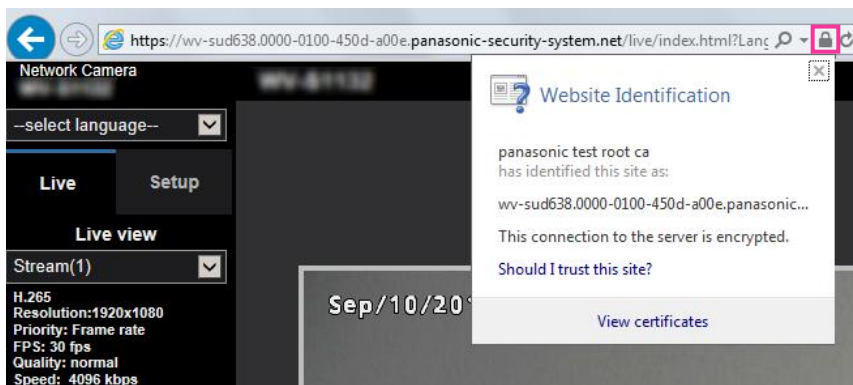 https://wv-sud638.0000-0100-450d-a00e.panasonic-security-system.net/live/index.html?Lang
Network Camera
--select language--
Live
Setup
Live view
Stream(1)
H.265
Resolution:1920x1080
Priority: Frame rate
FPS: 30 fps
Quality: normal
Speed: 4096 kbps
Website Identification
panasonic test root ca
has identified this site as:
wv-sud638.0000-0100-450d-a00e.panasonic...
This connection to the server is encrypted.
Should I trust this site?
View certificates
Sep/10/20